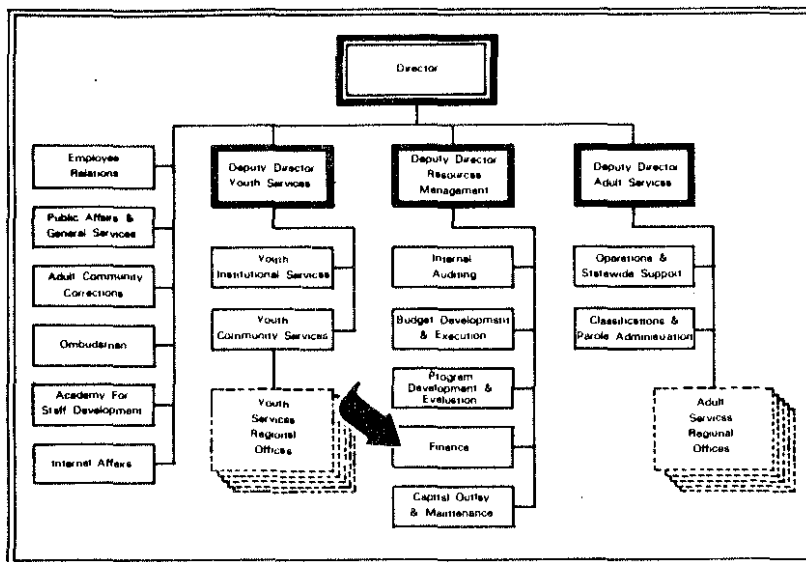 Director
Employee
Relations
Public Affairs &
General Services
Adult Community
Corrections
Ombudsman
Academy For
Staff Development
Internal Affairs
Deputy Director
Youth Services
Youth
Institutional Services
Youth
Community Services
Youth
Services
Regional
Offices
Deputy Director
Resources
Management
Internal
Auditing
Budget Development
& Execution
Program
Development &
Evaluation
Finance
Capital Outlay
& Maintenance
Deputy Director
Adult Services
Operations &
Statewide Support
Classifications &
Parole Administration
Adult
Services
Regional
Offices